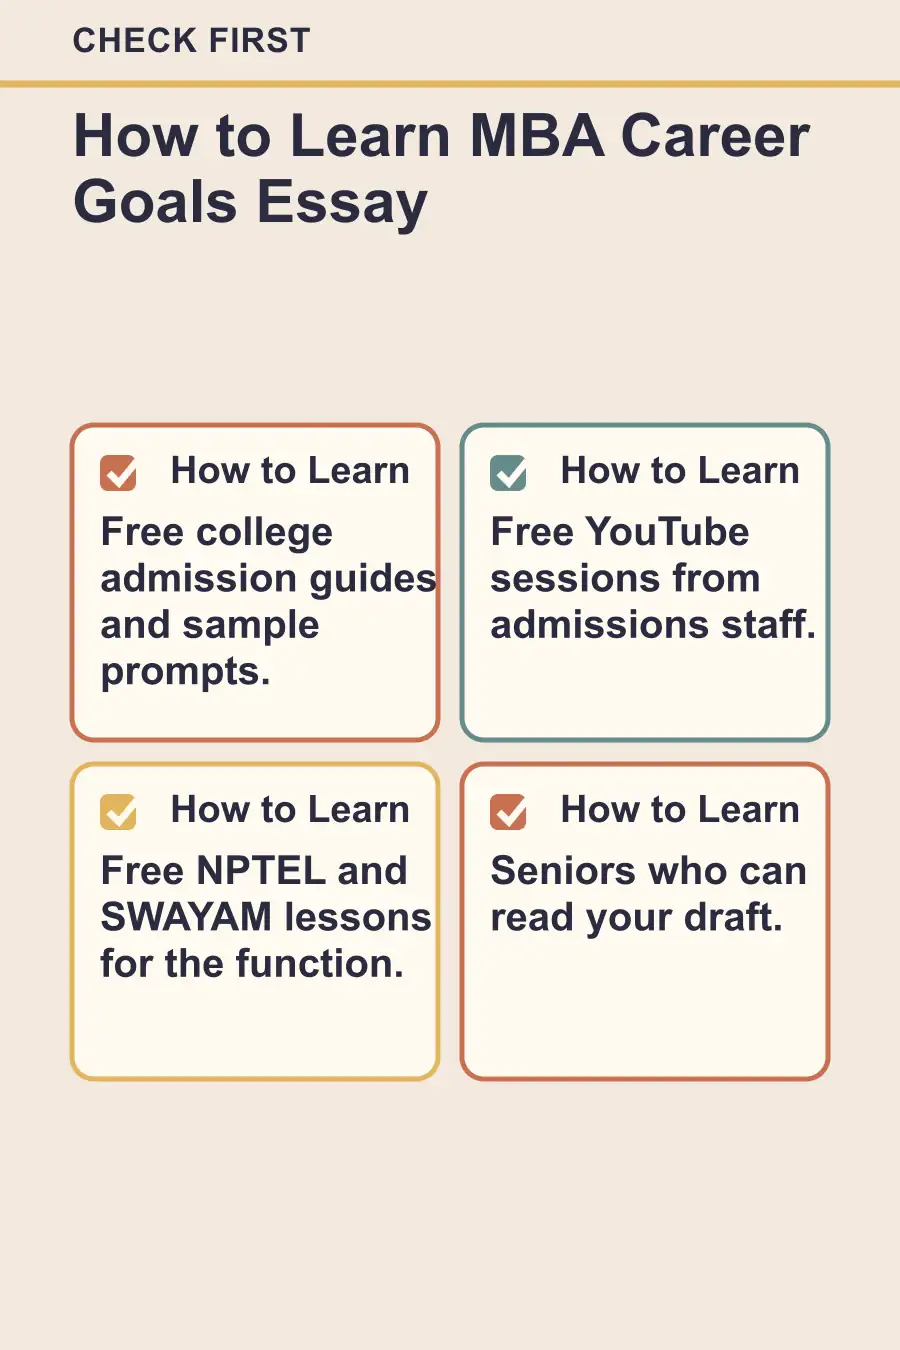 CHECK FIRST
How to Learn MBA Career
Goals Essay
How to Learn
Free college
admission guides
and sample
prompts.
How to Learn
Free YouTube
sessions from
admissions staff.
How to Learn
Free NPTEL and
SWAYAM lessons
for the function.
How to Learn
Seniors who can
read your draft.